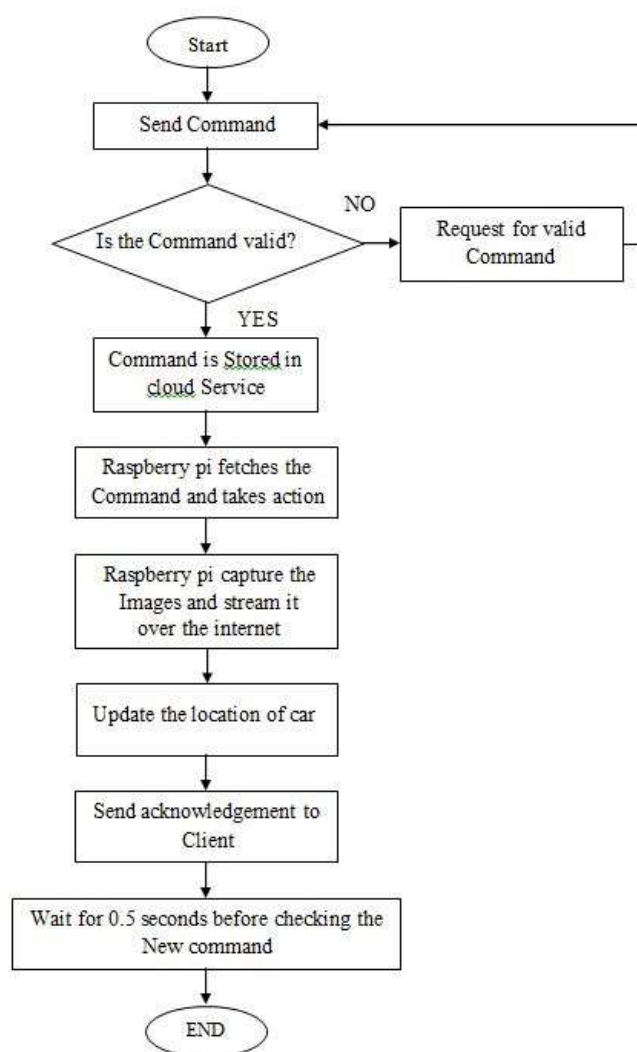 Start
Send Command
Is the Command valid?
NO
Request for valid
Command
YES
Command is Stored in
cloud Service
Raspberry pi fetches the
Command and takes action
Raspberry pi capture the
Images and stream it
over the internet
Update the location of car
Send acknowledgement to
Client
Wait for 0.5 seconds before checking the
New command
END